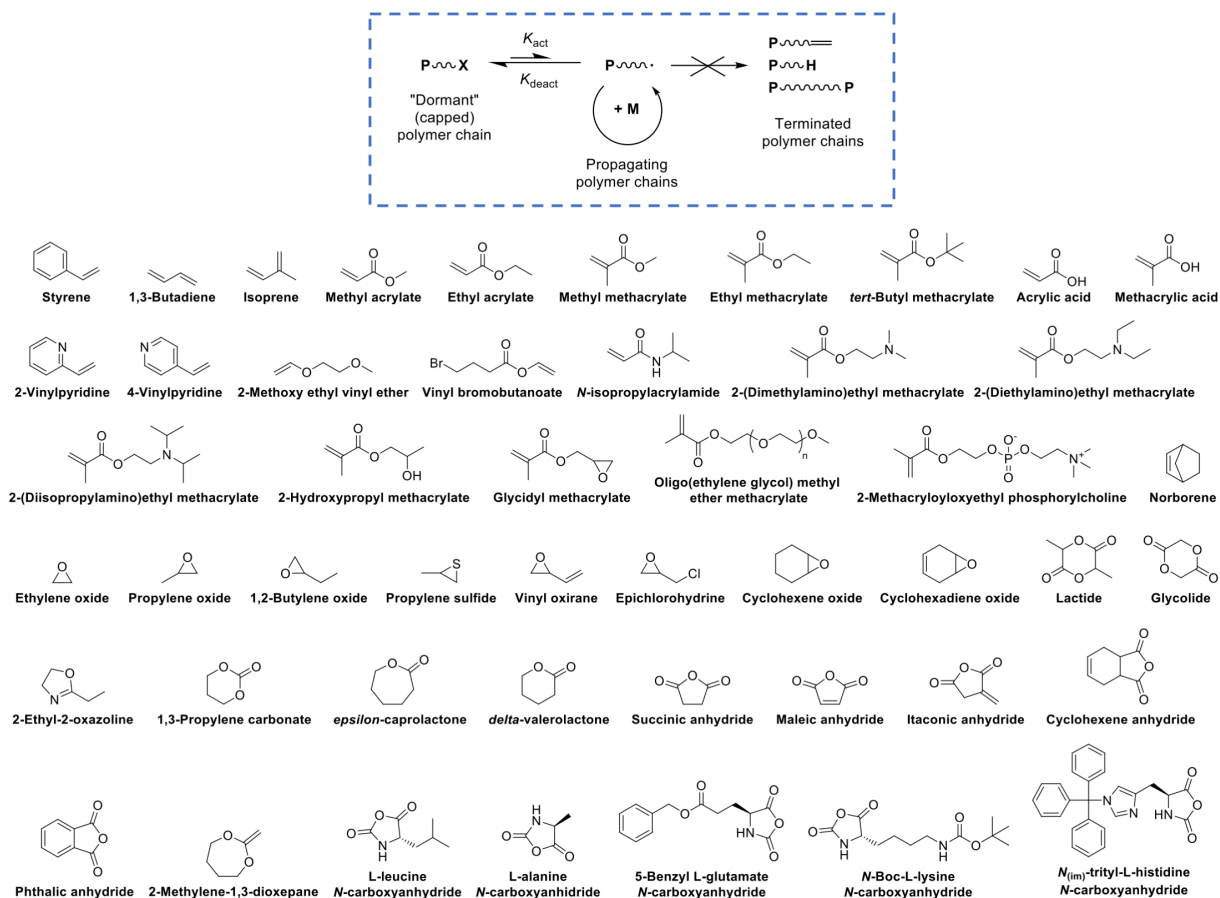 K_act
K_deact
P X
P ·
P
P H
P P
+ M
"Dormant"
(capped)
polymer chain
Propagating
polymer chains
Terminated
polymer chains
O O O O O O O
O O O O O OH OH
Styrene 1,3-Butadiene Isoprene Methyl acrylate Ethyl acrylate Methyl methacrylate Ethyl methacrylate tert-Butyl methacrylate Acrylic acid Methacrylic acid
N N O O Br O O O N H O O N O O N
2-Vinylpyridine 4-Vinylpyridine 2-Methoxy ethyl vinyl ether Vinyl bromobutanoate N-isopropylacrylamide 2-(Dimethylamino)ethyl methacrylate 2-(Diethylamino)ethyl methacrylate
O O N O O OH O O O O O O O n O O O P O- O O N+
2-(Diisopropylamino)ethyl methacrylate 2-Hydroxypropyl methacrylate Glycidyl methacrylate Oligo(ethylene glycol) methyl
ether methacrylate 2-Methacryloyloxyethyl phosphorylcholine Norborene
O O O S O O Cl O O O O O O O O O O
Ethylene oxide Propylene oxide 1,2-Butylene oxide Propylene sulfide Vinyl oxirane Epichlorohydrine Cyclohexene oxide Cyclohexadiene oxide Lactide Glycolide
O N O O O O O O O O O O O O O O O O O O O
2-Ethyl-2-oxazoline 1,3-Propylene carbonate epsilon-caprolactone delta-valerolactone Succinic anhydride Maleic anhydride Itaconic anhydride Cyclohexene anhydride
O O O O O O O O NH HN O O O O O O O HN O O O O NH N H O O N N O O HN O
Phthalic anhydride 2-Methylene-1,3-dioxepane L-leucine
N-carboxyanhydride L-alanine
N-carboxyanhidride 5-Benzyl L-glutamate
N-carboxyanhydride N-Boc-L-lysine
N-carboxyanhydride N(im)-trityl-L-histidine
N-carboxyanhydride